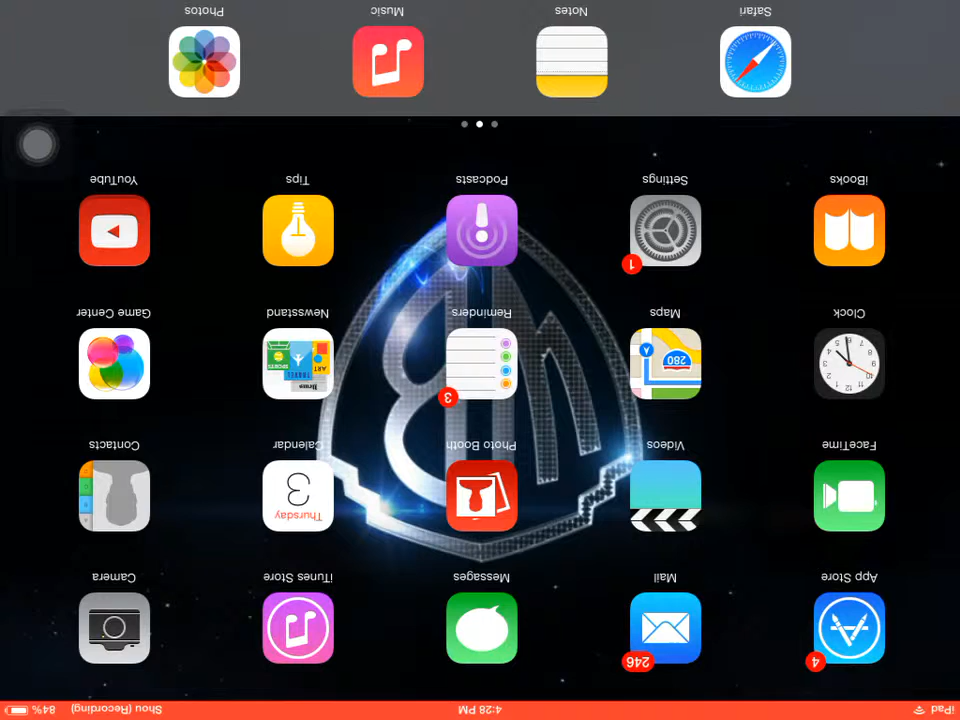 iPad 4:28 PM Shou (Recording) 84%
4 246
App Store Mail Messages iTunes Store Camera
Thursday
3
FaceTime Videos Photo Booth Calendar Contacts
3
280
Clock Maps Reminders Newsstand Game Center
1
iBooks Settings Podcasts Tips YouTube
Safari Notes Music Photos
WB